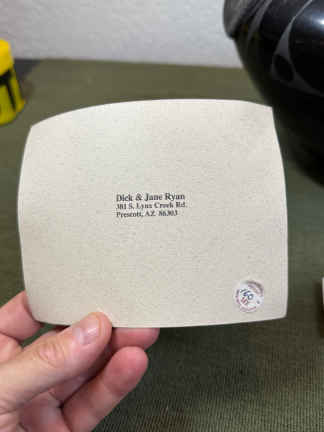 Dick & Jane Ryan
381 S. Lynx Creek Rd.
Prescott, AZ 86303